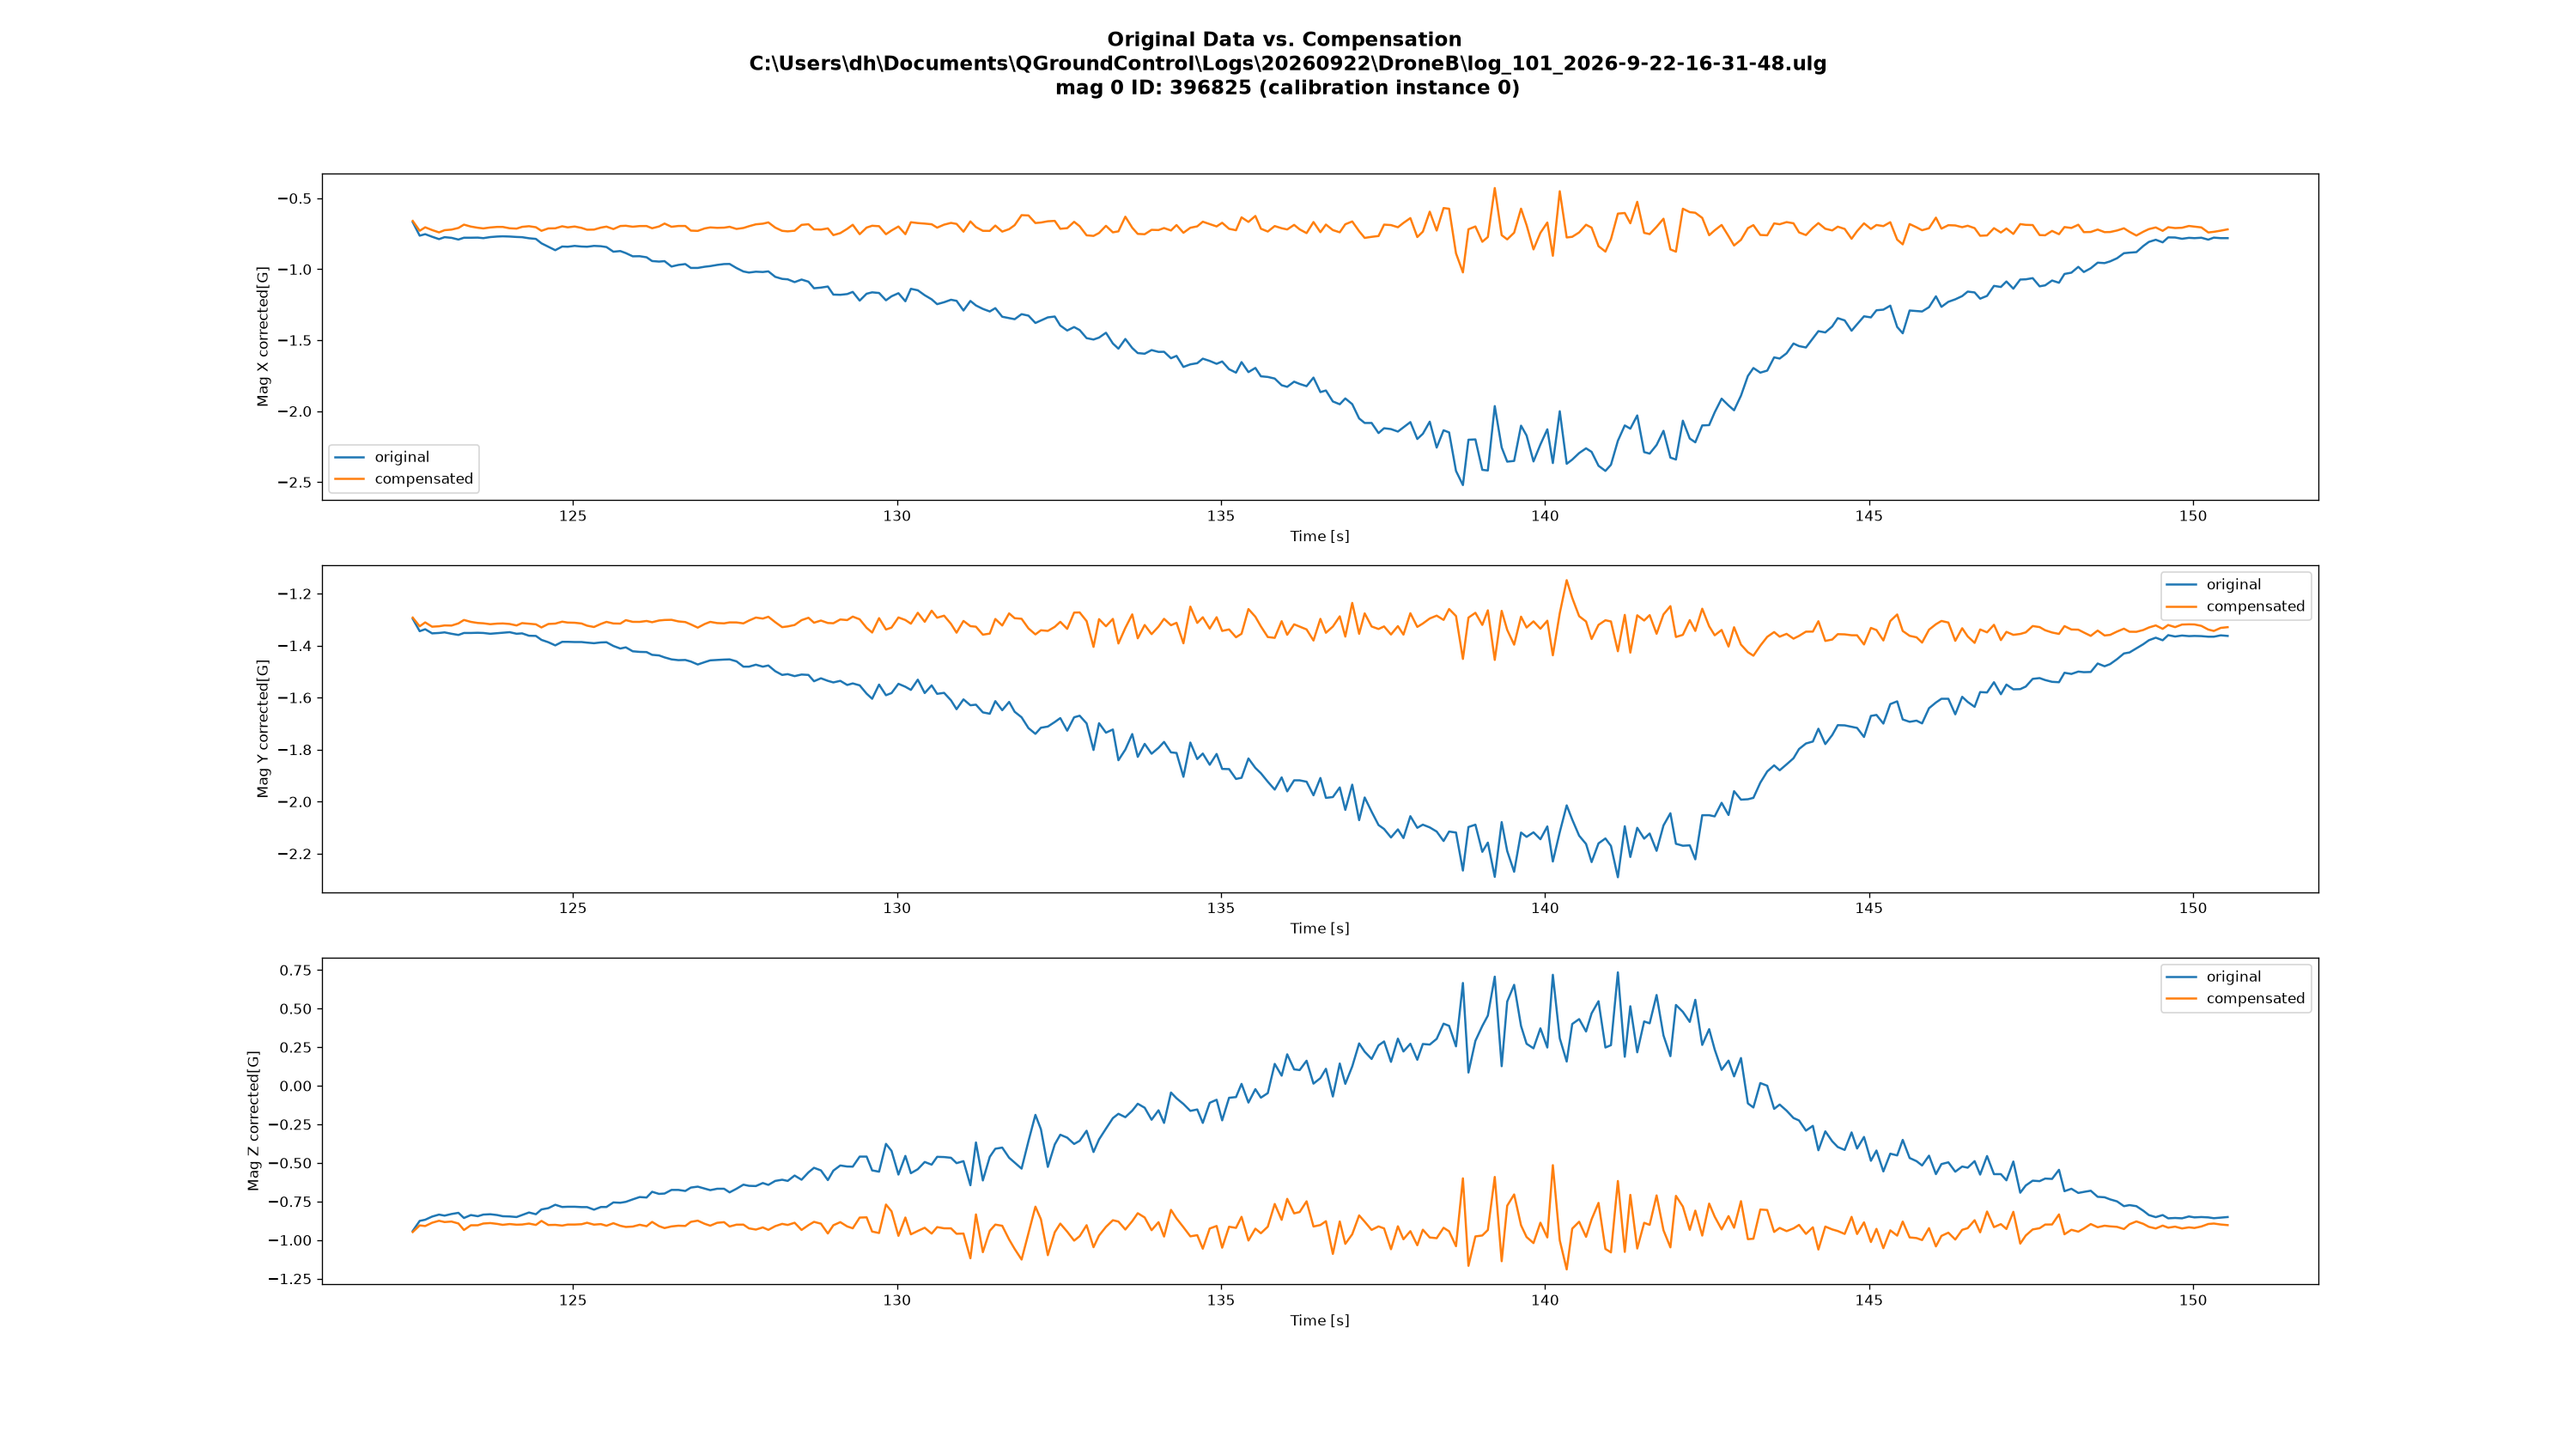 Original Data vs. Compensation
C:\Users\dh\Documents\QGroundControl\Logs\20260922\DroneB\log_101_2026-9-22-16-31-48.ulg
mag 0 ID: 396825 (calibration instance 0)
Mag X corrected[G]
−0.5
−1.0
−1.5
−2.0
−2.5
original
compensated
125
130
135
140
145
150
Time [s]
Mag Y corrected[G]
−1.2
−1.4
−1.6
−1.8
−2.0
−2.2
original
compensated
125
130
135
140
145
150
Time [s]
Mag Z corrected[G]
0.75
0.50
0.25
0.00
−0.25
−0.50
−0.75
−1.00
−1.25
original
compensated
125
130
135
140
145
150
Time [s]